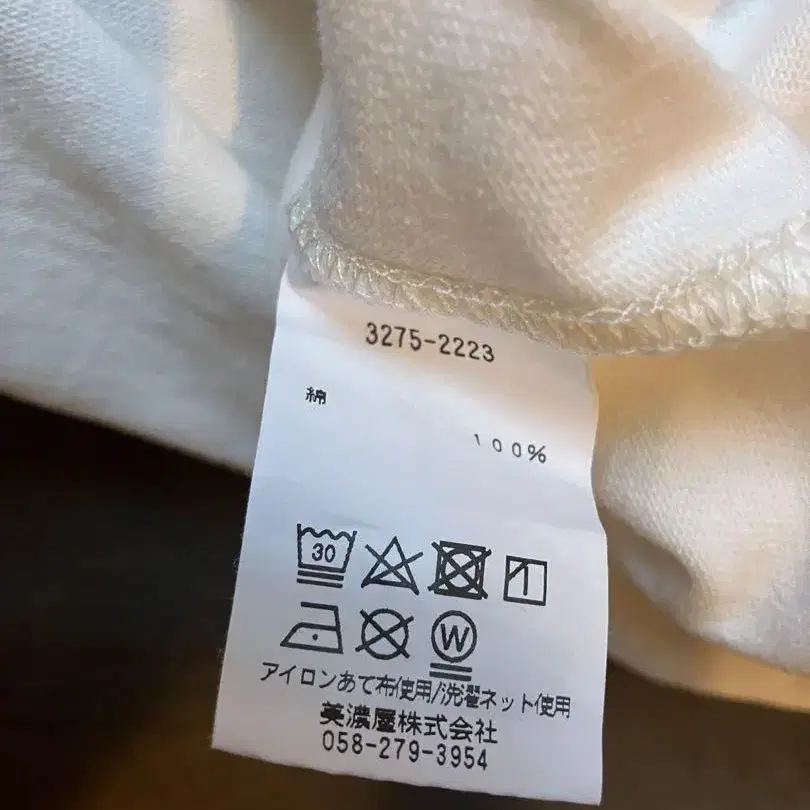 3275-2223
綿
100%
30
W
アイロンあて布使用/洗濯ネット使用
美濃屋株式会社
058-279-3954